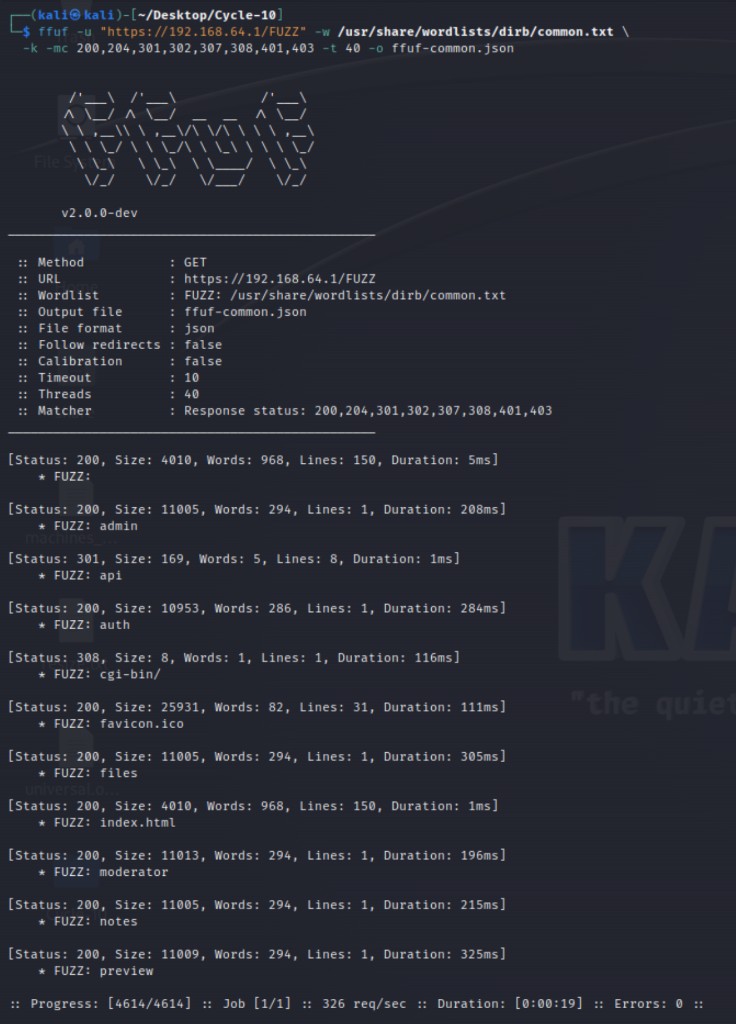 ┌──(kali㉿kali)-[~/Desktop/Cycle-10]
└─$ ffuf -u "https://192.168.64.1/FUZZ" -w /usr/share/wordlists/dirb/common.txt \
-k -mc 200,204,301,302,307,308,401,403 -t 40 -o ffuf-common.json
v2.0.0-dev
:: Method : GET
:: URL : https://192.168.64.1/FUZZ
:: Wordlist : FUZZ: /usr/share/wordlists/dirb/common.txt
:: Output file : ffuf-common.json
:: File format : json
:: Follow redirects : false
:: Calibration : false
:: Timeout : 10
:: Threads : 40
:: Matcher : Response status: 200,204,301,302,307,308,401,403
[Status: 200, Size: 4010, Words: 968, Lines: 150, Duration: 5ms]
* FUZZ:
[Status: 200, Size: 11005, Words: 294, Lines: 1, Duration: 208ms]
* FUZZ: admin
[Status: 301, Size: 169, Words: 5, Lines: 8, Duration: 1ms]
* FUZZ: api
[Status: 200, Size: 10953, Words: 286, Lines: 1, Duration: 284ms]
* FUZZ: auth
[Status: 308, Size: 8, Words: 1, Lines: 1, Duration: 116ms]
* FUZZ: cgi-bin/
[Status: 200, Size: 25931, Words: 82, Lines: 31, Duration: 111ms]
* FUZZ: favicon.ico
[Status: 200, Size: 11005, Words: 294, Lines: 1, Duration: 305ms]
* FUZZ: files
[Status: 200, Size: 4010, Words: 968, Lines: 150, Duration: 1ms]
* FUZZ: index.html
[Status: 200, Size: 11013, Words: 294, Lines: 1, Duration: 196ms]
* FUZZ: moderator
[Status: 200, Size: 11005, Words: 294, Lines: 1, Duration: 215ms]
* FUZZ: notes
[Status: 200, Size: 11009, Words: 294, Lines: 1, Duration: 325ms]
* FUZZ: preview
:: Progress: [4614/4614] :: Job [1/1] :: 326 req/sec :: Duration: [0:00:19] :: Errors: 0 ::
KA
"the quiet